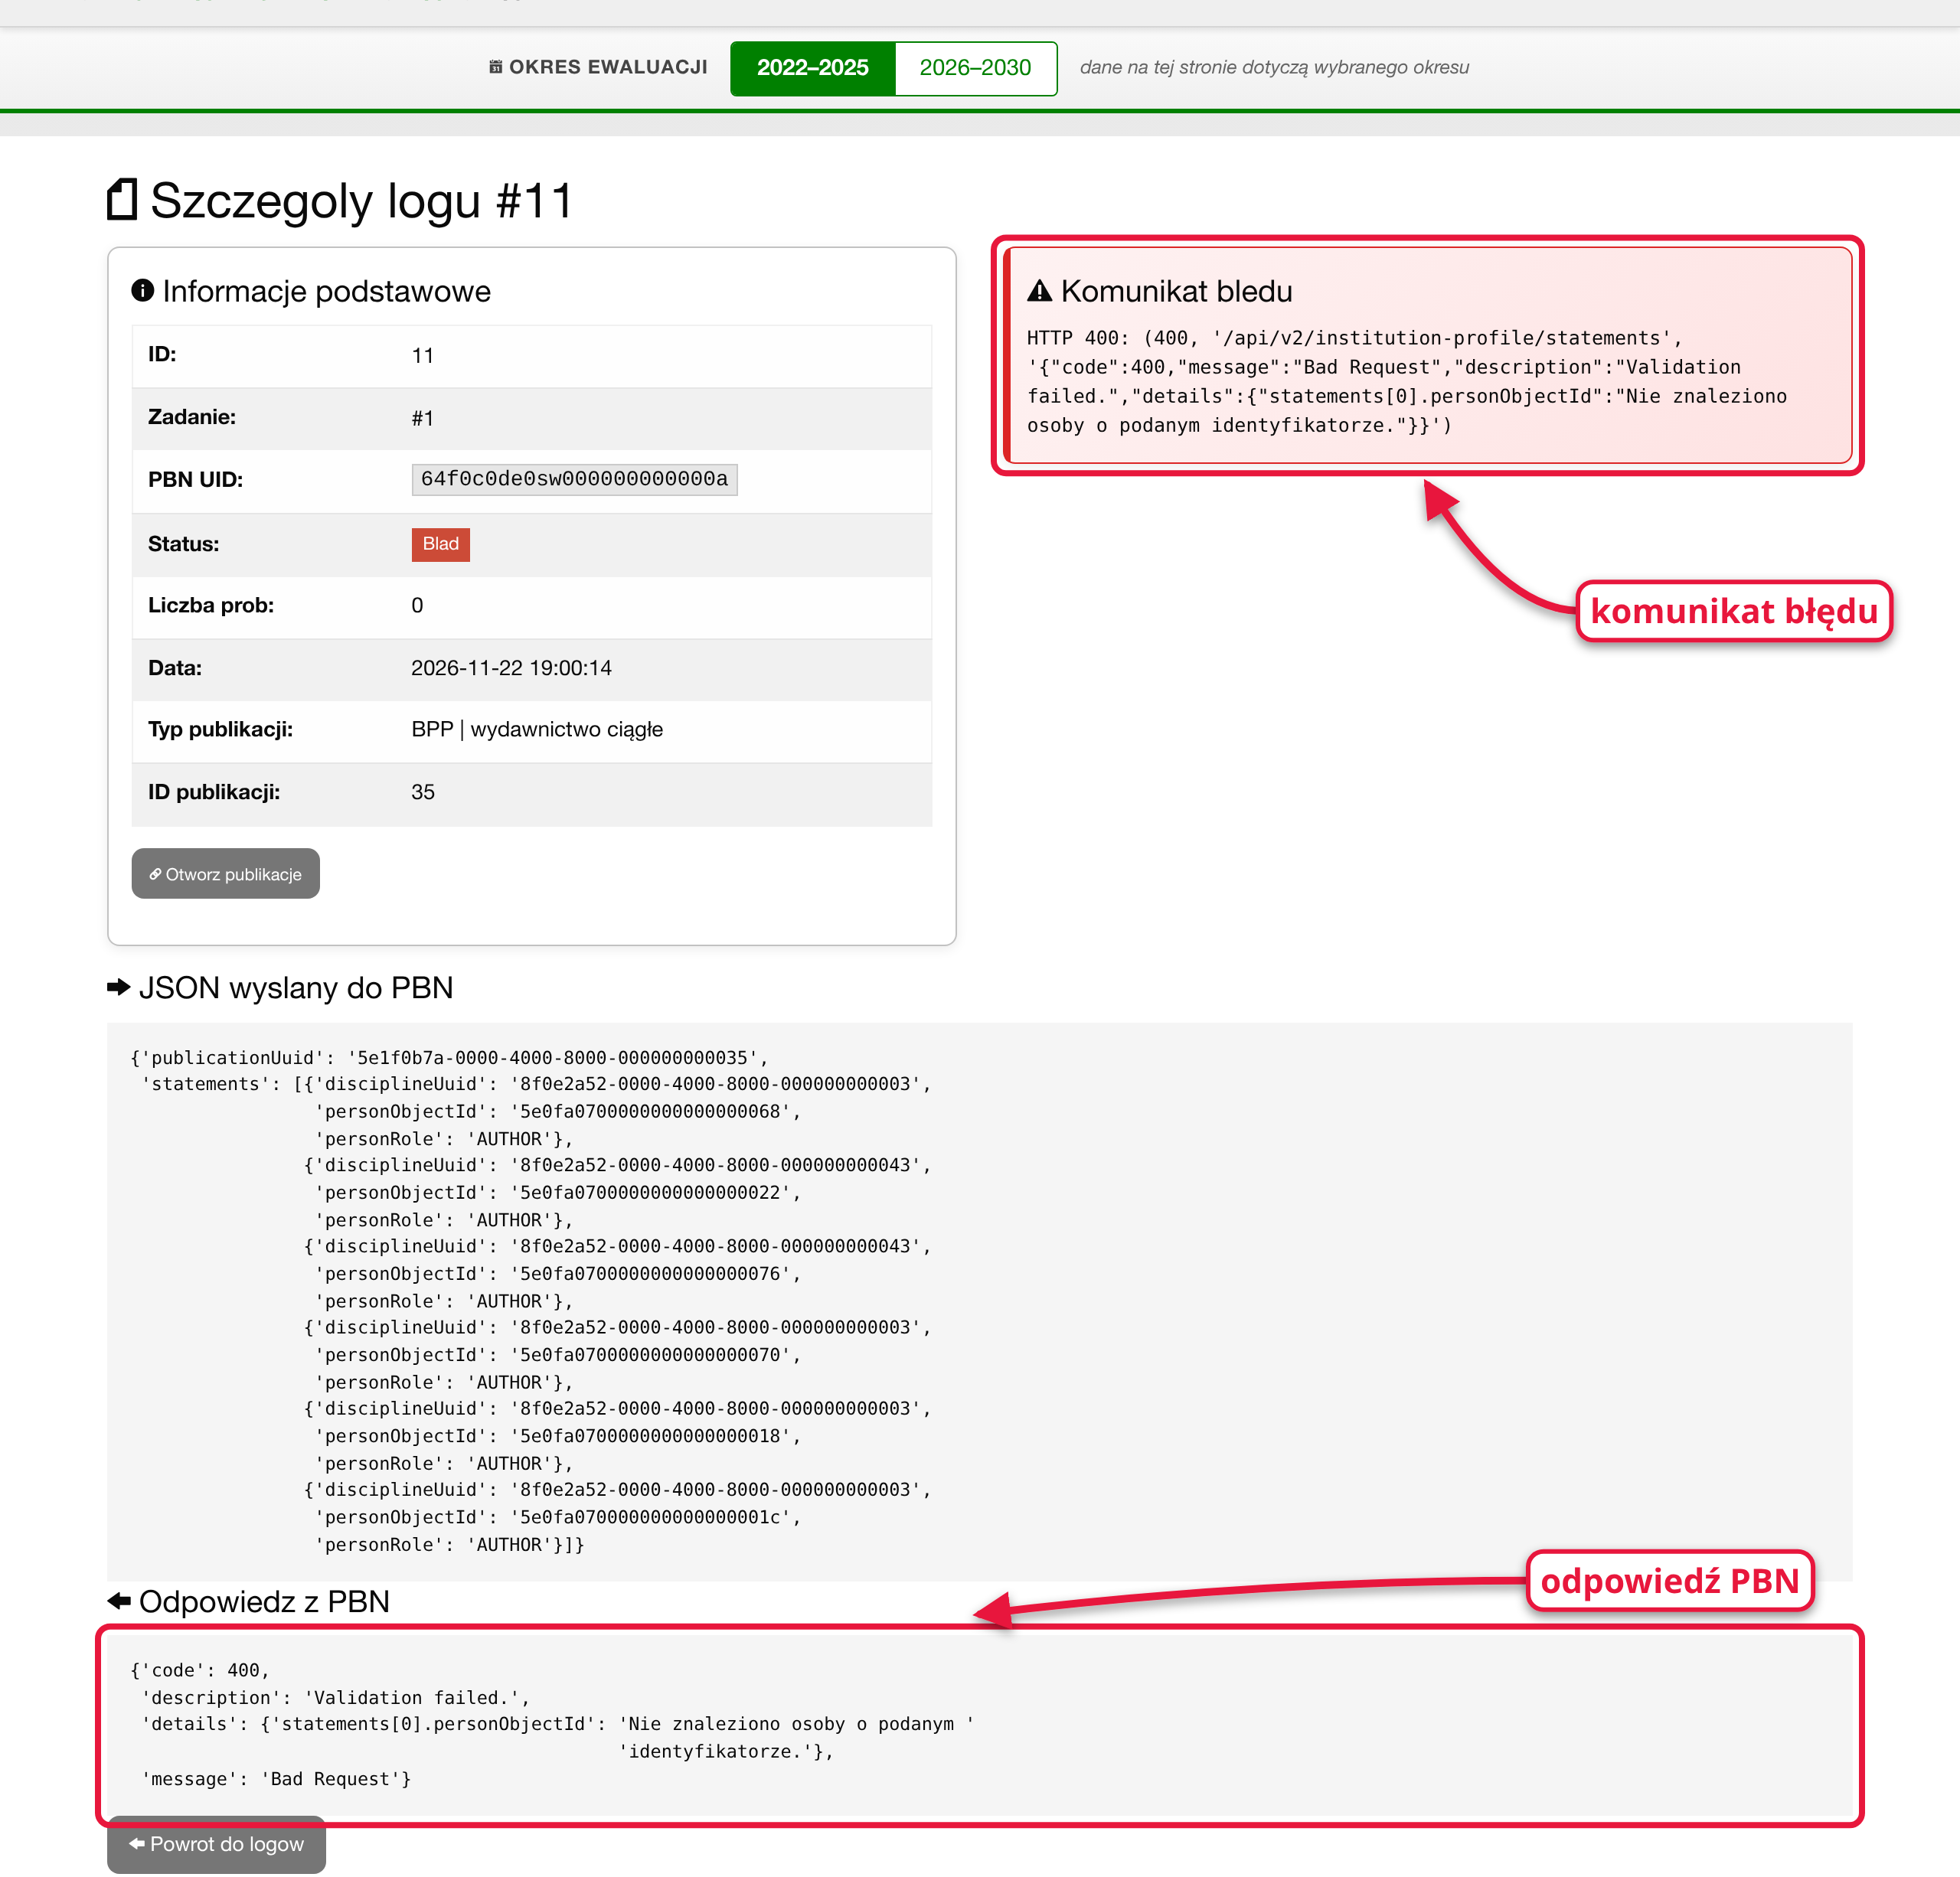 OKRES EWALUACJI 2022–2025 2026–2030 dane na tej stronie dotyczą wybranego okresu
Szczegoly logu #11
Informacje podstawowe
ID: 11
Zadanie: #1
PBN UID: 64f0c0de0sw000000000000a
Status: Blad
Liczba prob: 0
Data: 2026-11-22 19:00:14
Typ publikacji: BPP | wydawnictwo ciągłe
ID publikacji: 35
Otworz publikacje
Komunikat bledu
HTTP 400: (400, '/api/v2/institution-profile/statements',
'{"code":400,"message":"Bad Request","description":"Validation
failed.","details":{"statements[0].personObjectId":"Nie znaleziono
osoby o podanym identyfikatorze."}}')
komunikat błędu
JSON wyslany do PBN
{'publicationUuid': '5e1f0b7a-0000-4000-8000-000000000035',
'statements': [{'disciplineUuid': '8f0e2a52-0000-4000-8000-000000000003',
'personObjectId': '5e0fa0700000000000000068',
'personRole': 'AUTHOR'},
{'disciplineUuid': '8f0e2a52-0000-4000-8000-000000000043',
'personObjectId': '5e0fa0700000000000000022',
'personRole': 'AUTHOR'},
{'disciplineUuid': '8f0e2a52-0000-4000-8000-000000000043',
'personObjectId': '5e0fa0700000000000000076',
'personRole': 'AUTHOR'},
{'disciplineUuid': '8f0e2a52-0000-4000-8000-000000000003',
'personObjectId': '5e0fa0700000000000000070',
'personRole': 'AUTHOR'},
{'disciplineUuid': '8f0e2a52-0000-4000-8000-000000000003',
'personObjectId': '5e0fa0700000000000000018',
'personRole': 'AUTHOR'},
{'disciplineUuid': '8f0e2a52-0000-4000-8000-000000000003',
'personObjectId': '5e0fa070000000000000001c',
'personRole': 'AUTHOR'}]}
odpowiedź PBN
Odpowiedz z PBN
{'code': 400,
'description': 'Validation failed.',
'details': {'statements[0].personObjectId': 'Nie znaleziono osoby o podanym '
'identyfikatorze.'},
'message': 'Bad Request'}
Powrot do logow